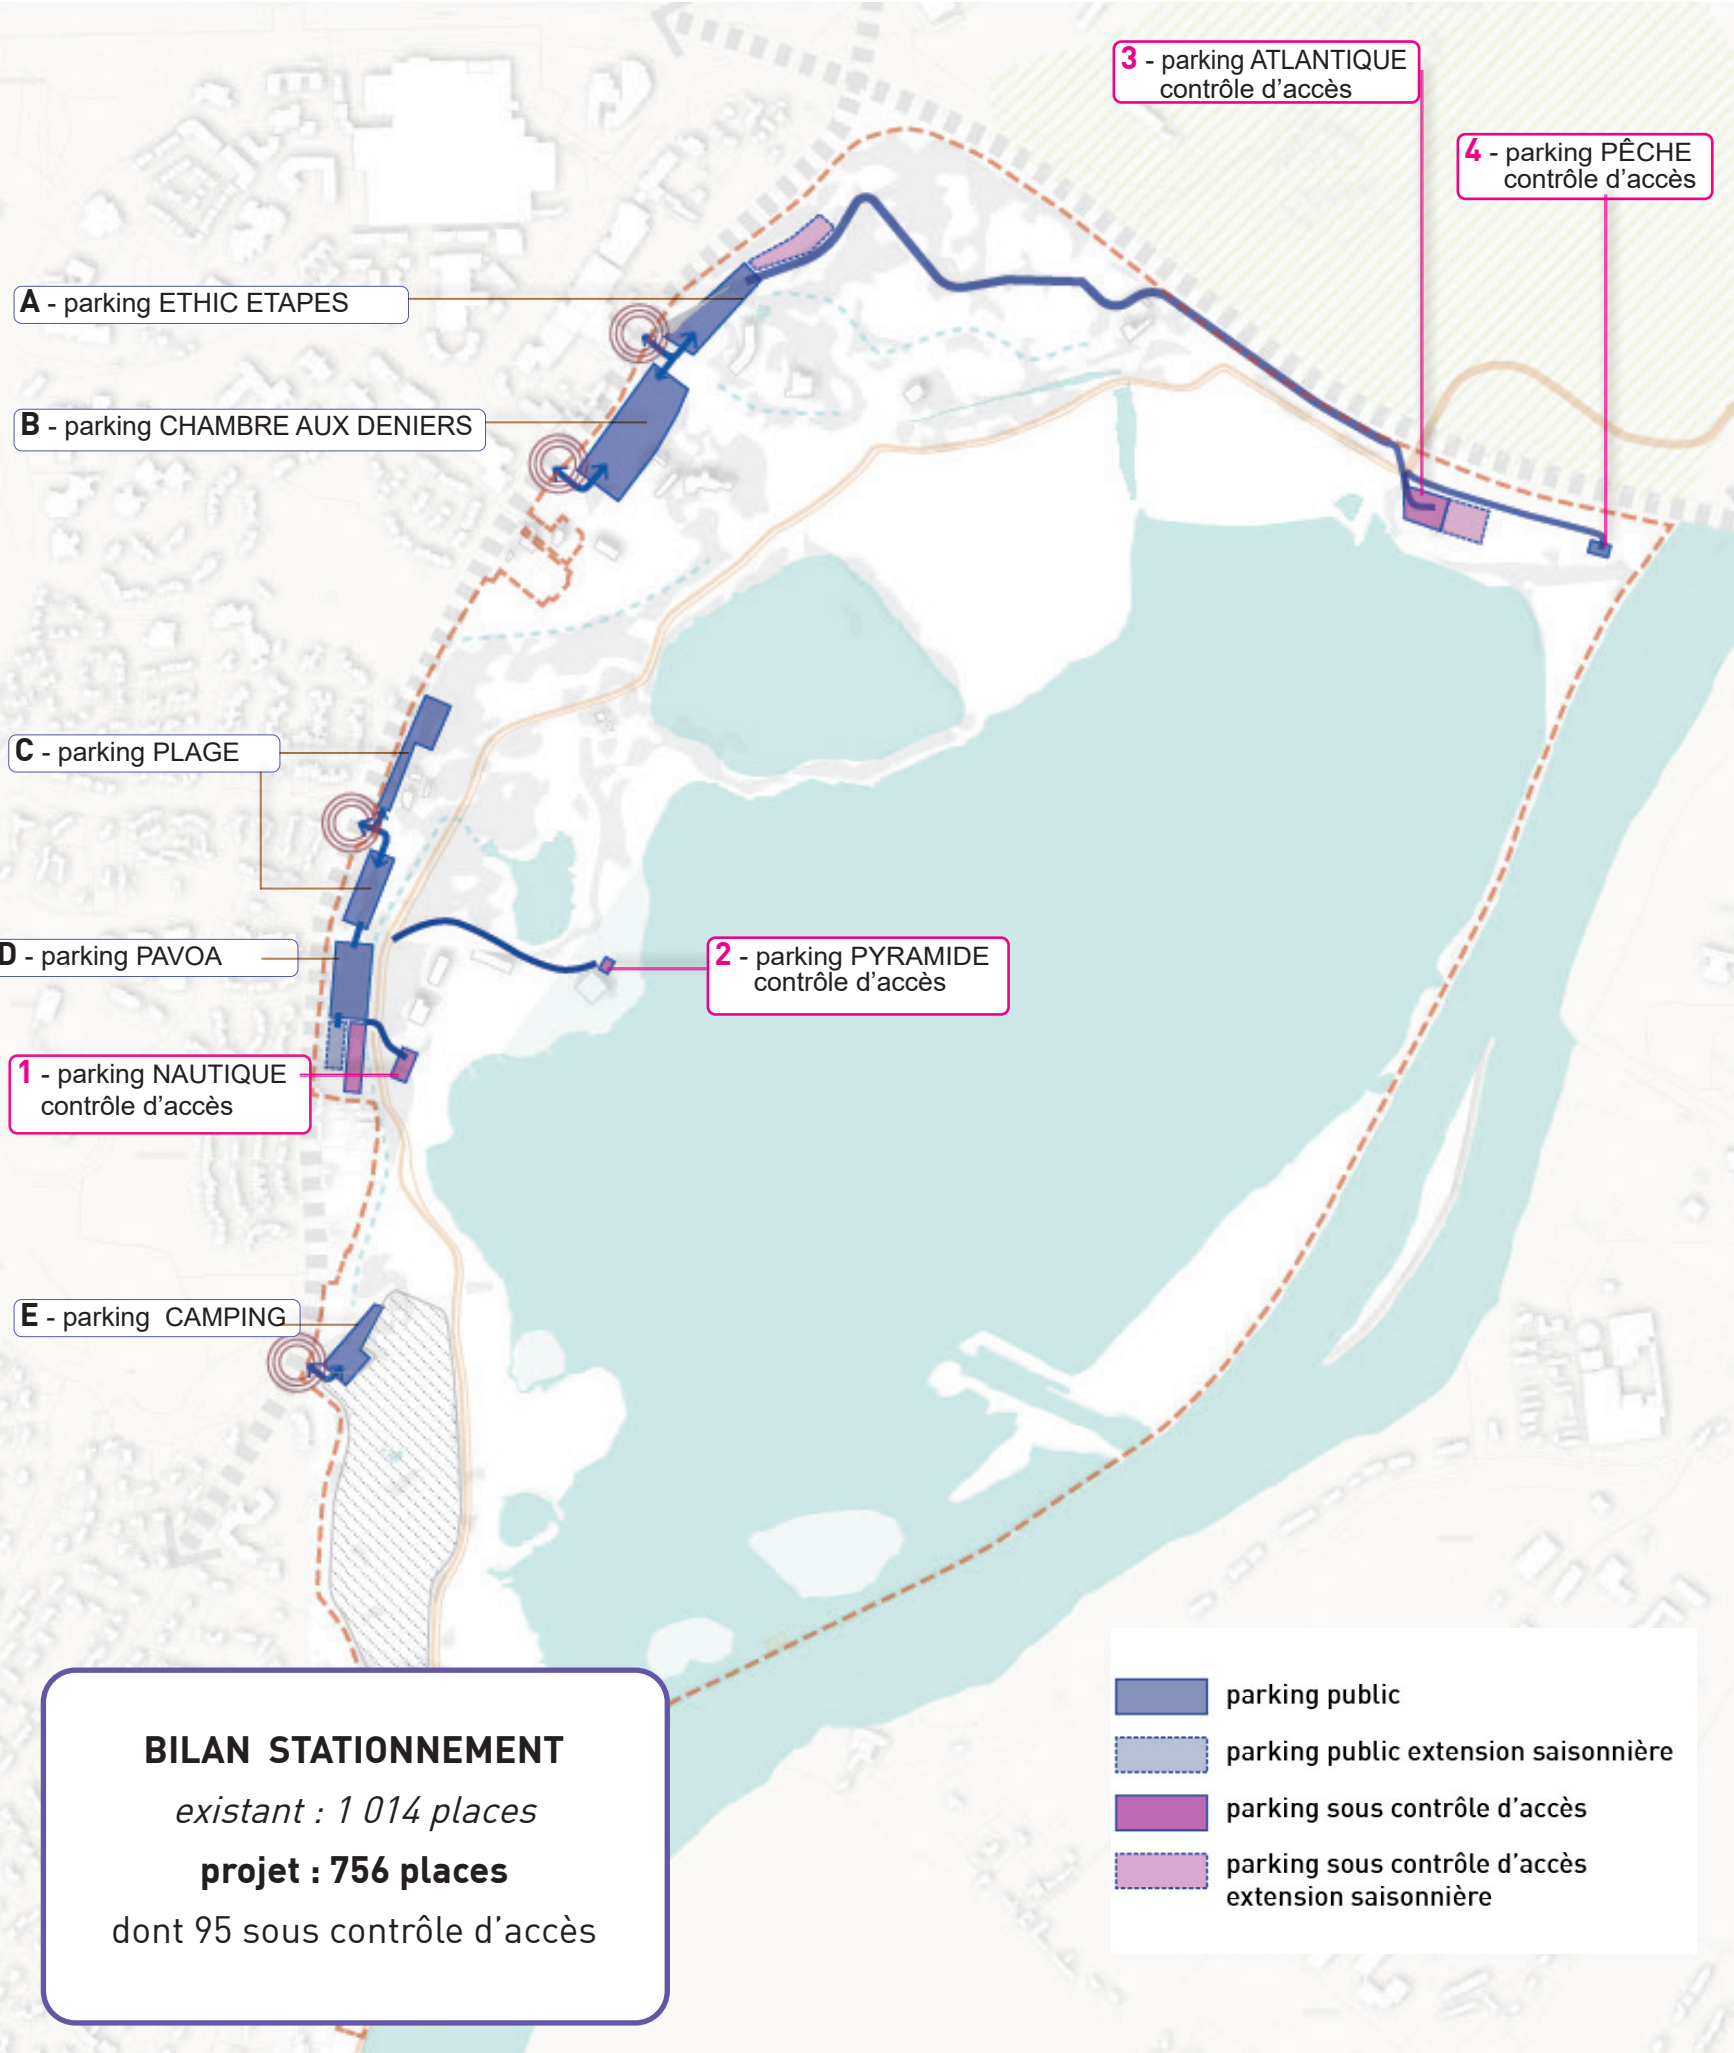 3 - parking ATLANTIQUE
contrôle d'accès
4 - parking PÊCHE
contrôle d'accès
A - parking ETHIC ETAPES
B - parking CHAMBRE AUX DENIERS
C - parking PLAGE
D - parking PAVOA
2 - parking PYRAMIDE
contrôle d'accès
1 - parking NAUTIQUE
contrôle d'accès
E - parking CAMPING
BILAN STATIONNEMENT
existant : 1 014 places
projet : 756 places
dont 95 sous contrôle d'accès
parking public
parking public extension saisonnière
parking sous contrôle d'accès
parking sous contrôle d'accès
extension saisonnière